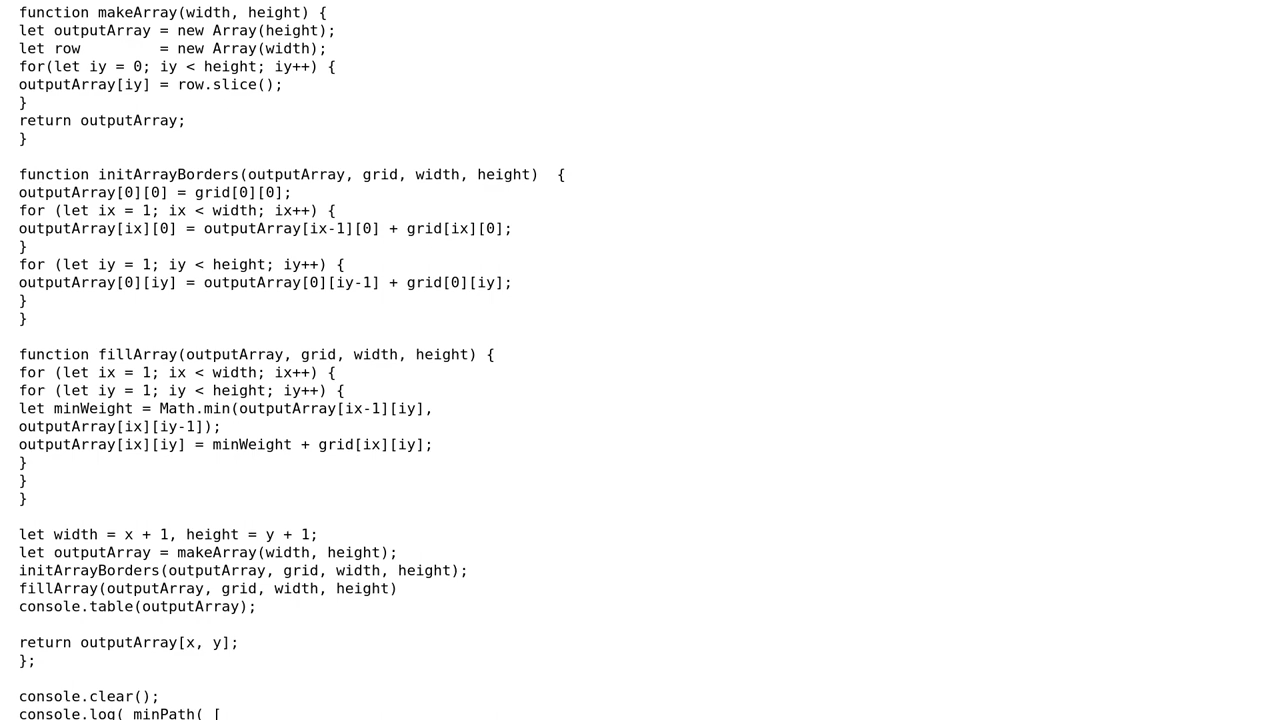 function makeArray(width, height) {
let outputArray = new Array(height);
let row         = new Array(width);
for(let iy = 0; iy < height; iy++) {
outputArray[iy] = row.slice();
}
return outputArray;
}

function initArrayBorders(outputArray, grid, width, height)  {
outputArray[0][0] = grid[0][0];
for (let ix = 1; ix < width; ix++) {
outputArray[ix][0] = outputArray[ix-1][0] + grid[ix][0];
}
for (let iy = 1; iy < height; iy++) {
outputArray[0][iy] = outputArray[0][iy-1] + grid[0][iy];
}
}

function fillArray(outputArray, grid, width, height) {
for (let ix = 1; ix < width; ix++) {
for (let iy = 1; iy < height; iy++) {
let minWeight = Math.min(outputArray[ix-1][iy],
outputArray[ix][iy-1]);
outputArray[ix][iy] = minWeight + grid[ix][iy];
}
}
}

let width = x + 1, height = y + 1;
let outputArray = makeArray(width, height);
initArrayBorders(outputArray, grid, width, height);
fillArray(outputArray, grid, width, height)
console.table(outputArray);

return outputArray[x, y];
};

console.clear();
console.log( minPath( [